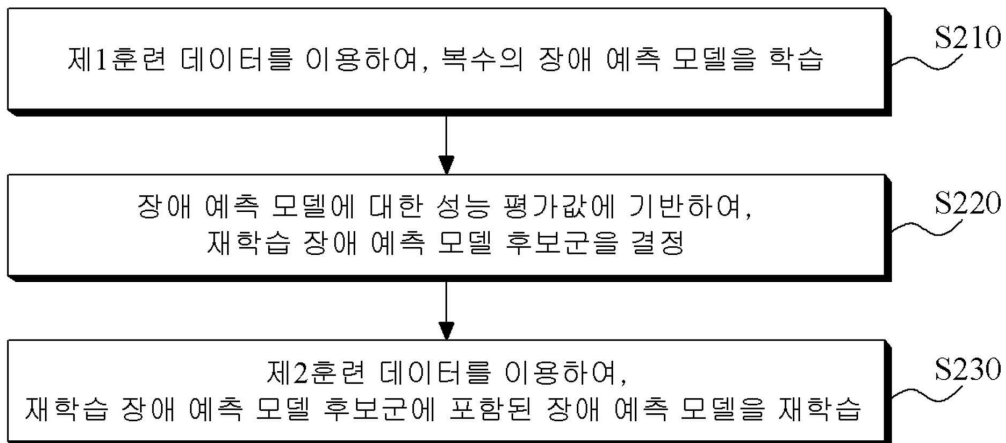 제1훈련 데이터를 이용하여, 복수의 장애 예측 모델을 학습
S210
장애 예측 모델에 대한 성능 평가값에 기반하여,
재학습 장애 예측 모델 후보군을 결정
S220
제2훈련 데이터를 이용하여,
재학습 장애 예측 모델 후보군에 포함된 장애 예측 모델을 재학습
S230